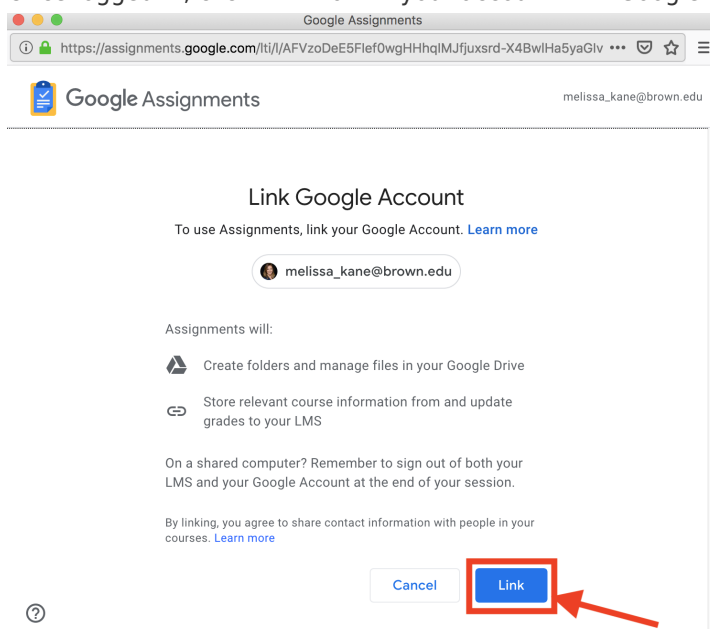 Google Assignments
https://assignments.google.com/lti/l/AFVzoDeE5Flef0wgHHhqIMJfjuxsrd-X4BwlHa5yaGlv
Google Assignments
melissa_kane@brown.edu
Link Google Account
To use Assignments, link your Google Account. Learn more
melissa_kane@brown.edu
Assignments will:
Create folders and manage files in your Google Drive
Store relevant course information from and update
grades to your LMS
On a shared computer? Remember to sign out of both your
LMS and your Google Account at the end of your session.
By linking, you agree to share contact information with people in your
courses. Learn more
Cancel
Link